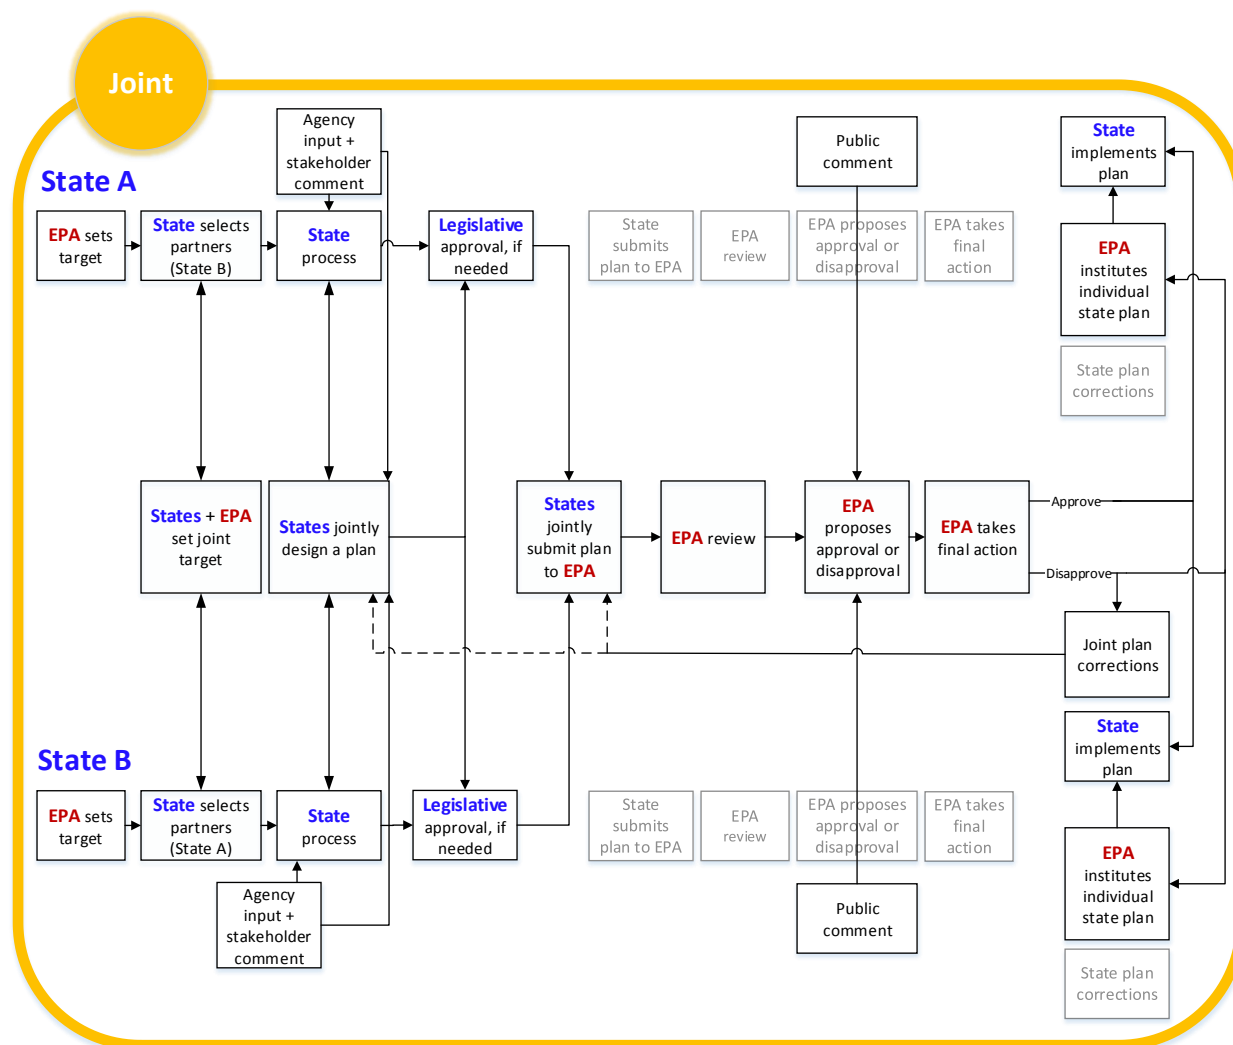 Joint
State A
Agency
input +
stakeholder
comment
Public
comment
State
implements
plan
EPA sets
target
State selects
partners
(State B)
State
process
Legislative
approval, if
needed
State
submits
plan to EPA
EPA
review
EPA proposes
approval or
disapproval
EPA takes
final
action
EPA
institutes
individual
state plan
State plan
corrections
States + EPA
set joint
target
States jointly
design a plan
States
jointly
submit plan
to EPA
EPA review
EPA
proposes
approval or
disapproval
EPA takes
final action
Approve
Disapprove
Joint plan
corrections
State B
State
implements
plan
EPA sets
target
State selects
partners
(State A)
State
process
Legislative
approval, if
needed
State
submits
plan to EPA
EPA
review
EPA proposes
approval or
disapproval
EPA takes
final
action
EPA
institutes
individual
state plan
Agency
input +
stakeholder
comment
Public
comment
State plan
corrections